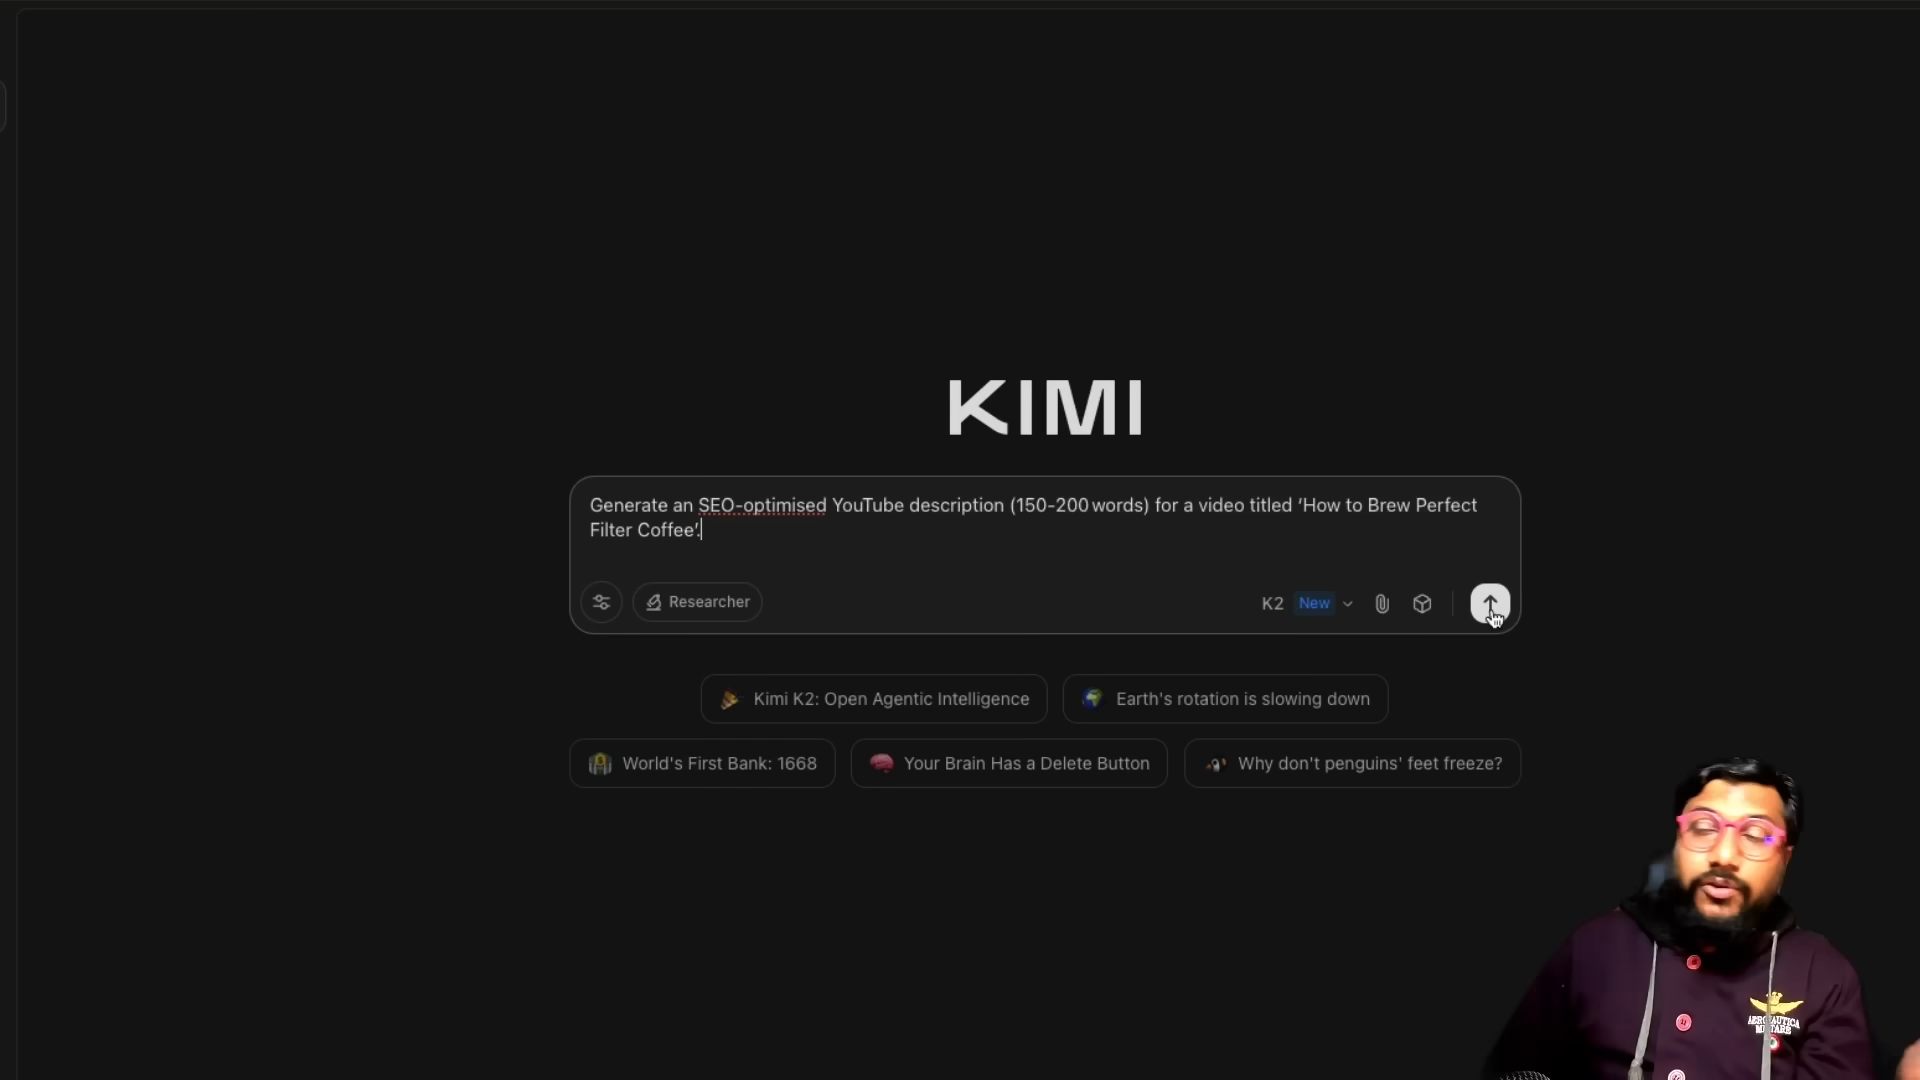 KIMI
Generate an SEO-optimised YouTube description (150-200 words) for a video titled ‘How to Brew Perfect
Filter Coffee’.
Researcher
K2 New
Kimi K2: Open Agentic Intelligence
Earth's rotation is slowing down
World's First Bank: 1668
Your Brain Has a Delete Button
Why don't penguins' feet freeze?
AERONAUTICA
MILITARE